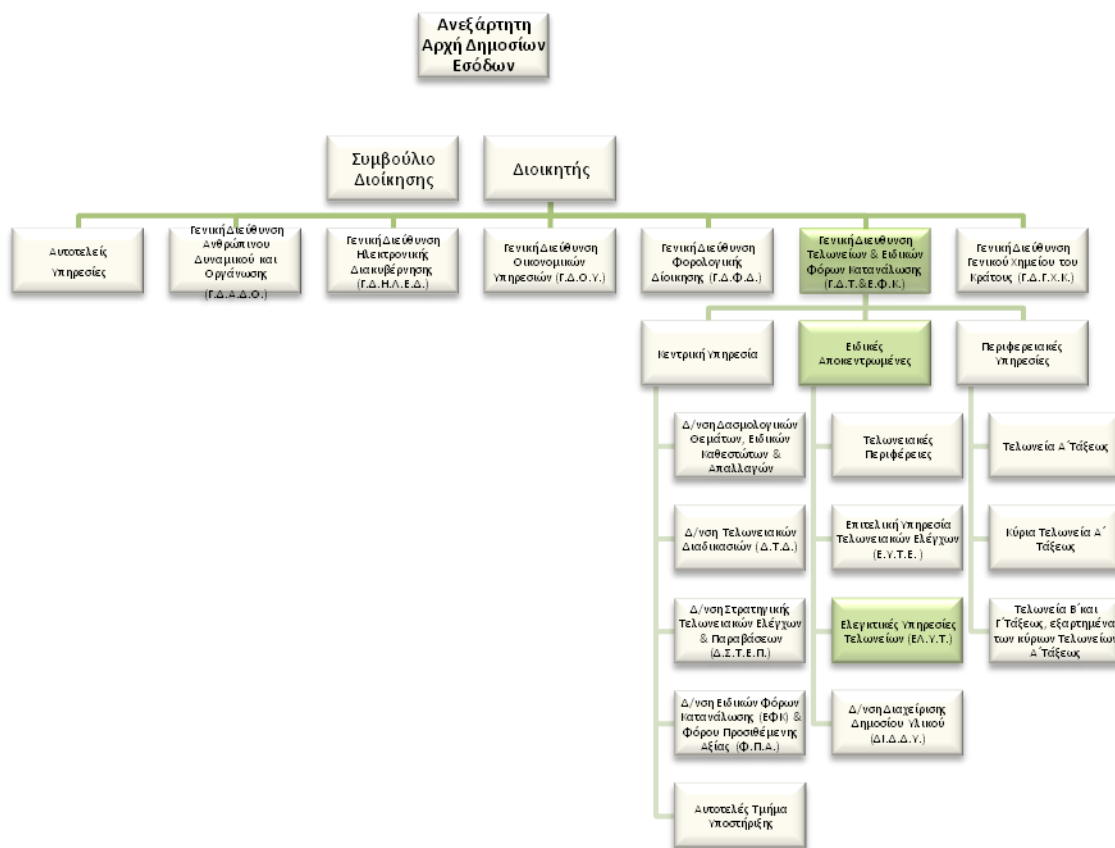 Ανεξάρτητη
Αρχή Δημοσίων
Εσόδων
Συμβούλιο
Διοίκησης
Διοικητής
Αυτοτελείς
Υπηρεσίες
Γενική Διεύθυνση
Ανθρώπινου
Δυναμικού και
Οργάνωσης
(Γ.Δ.Α.Δ.Ο.)
Γενική Διεύθυνση
Ηλεκτρονικής
Διακυβέρνησης
(Γ.Δ.Η.Λ.Ε.Δ.)
Γενική Διεύθυνση
Οικονομικών
Υπηρεσιών (Γ.Δ.Ο.Υ.)
Γενική Διεύθυνση
Φορολογικής
Δίοικησης (Γ.Δ.Φ.Δ.)
Γενική Διευθυνση
Τελωνείων & Ειδικών
Φόρων Κατανάλωσης
(Γ.Δ.Τ.&Ε.Φ.Κ.)
Γενική Διεύθυνση
Γενικού Χημείου του
Κράτους (Γ.Δ.Γ.Χ.Κ.)
Κεντρική Υπηρεσία
Ειδικές
Αποκεντρωμένες
Περιφερειακές
Υπηρεσίες
Δ/νση Δασμολογικών
Θεμάτων, Ειδικών
Καθεστώτων &
Απαλλαγών
Τελωνειακές
Περιφέρειες
Τελωνεία Α΄Τάξεως
Δ/νση Τελωνειακών
Διαδικασιών (Δ.Τ.Δ.)
Επιτελική Υπηρεσία
Τελωνειακών Ελέγχων
(Ε.Υ.Τ.Ε. )
Κύρια Τελωνεία Α΄
Τάξεως
Δ/νση Στρατηγικής
Τελωνειακών Ελέγχων
& Παραβάσεων
(Δ.Σ.Τ.Ε.Π.)
Ελεγκτικές Υπηρεσίες
Τελωνείων (ΕΛ.Υ.Τ.)
Τελωνεία Β΄και
Γ΄Τάξεως, εξαρτημένα
των κύριων Τελωνείων
Α΄Τάξεως
Δ/νση Ειδικών Φόρων
Κατανάλωσης (ΕΦΚ) &
Φόρου Προσιθέμενης
Αξίας (Φ.Π.Α.)
Δ/νση Διαχείρισης
Δημοσίου Υλικού
(ΔΙ.Δ.Δ.Υ.)
Αυτοτελές Τμήμα
Υποστήριξης